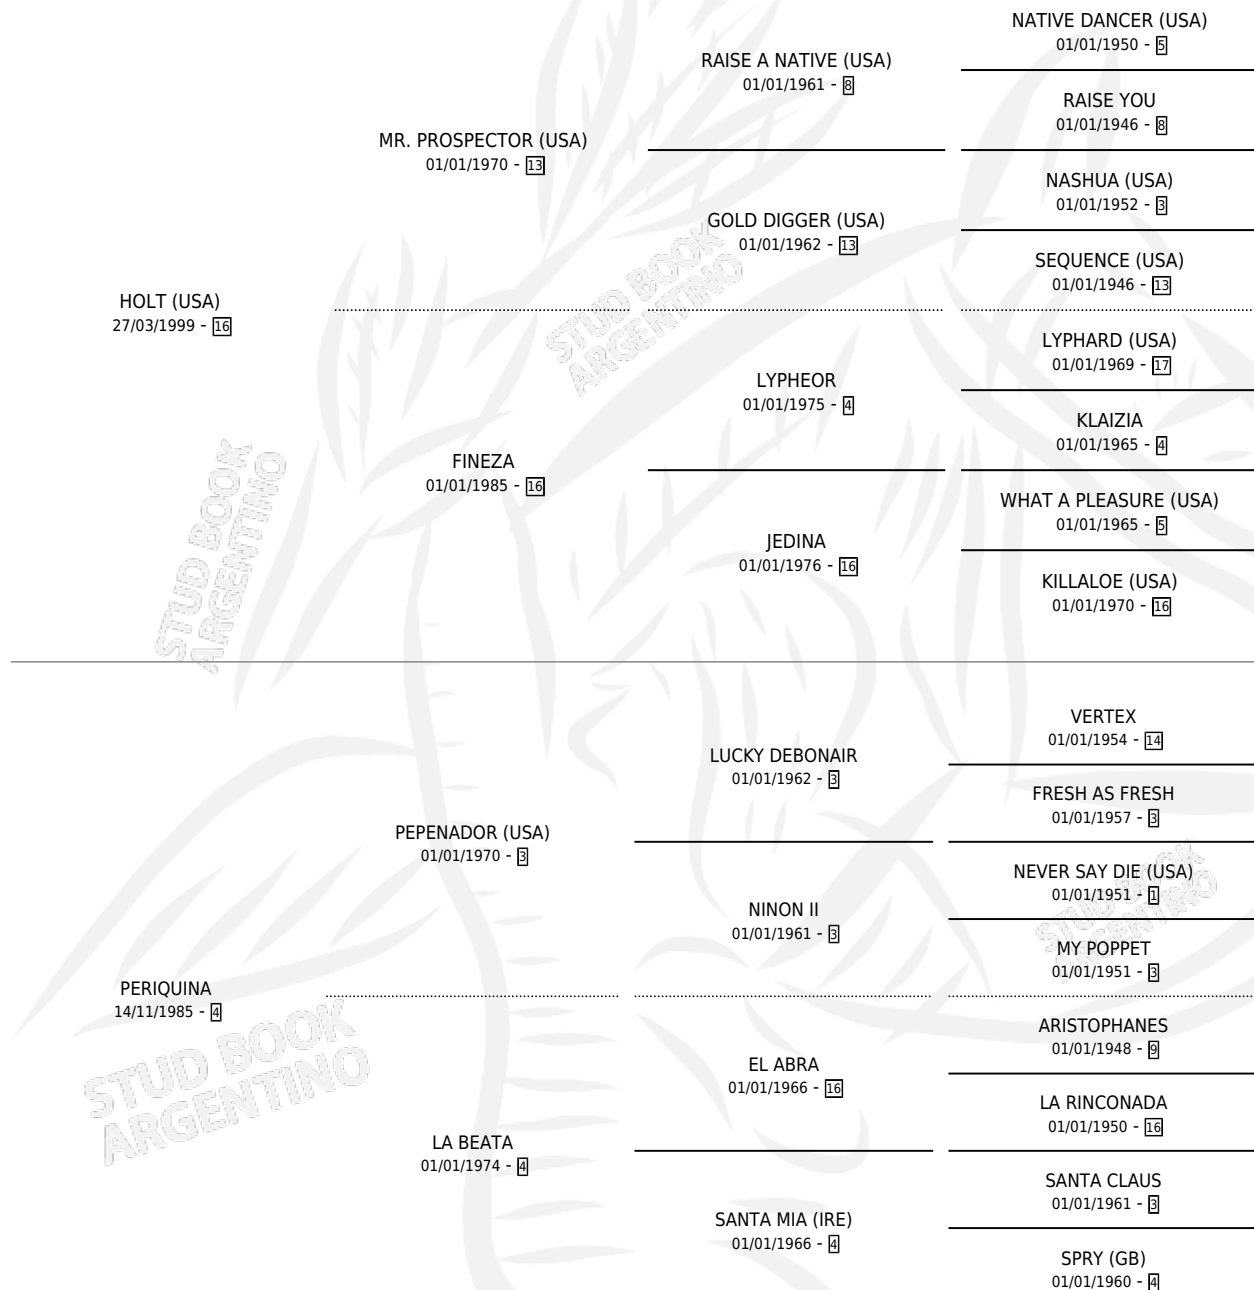 NATIVE DANCER (USA)
01/01/1950 - 5
RAISE A NATIVE (USA)
01/01/1961 - 8
RAISE YOU
01/01/1946 - 8
MR. PROSPECTOR (USA)
01/01/1970 - 13
NASHUA (USA)
01/01/1952 - 3
GOLD DIGGER (USA)
01/01/1962 - 13
SEQUENCE (USA)
01/01/1946 - 13
HOLT (USA)
27/03/1999 - 16
LYPHARD (USA)
01/01/1969 - 17
LYPHEOR
01/01/1975 - 4
KLAIZIA
01/01/1965 - 4
FINEZA
01/01/1985 - 16
WHAT A PLEASURE (USA)
01/01/1965 - 5
JEDINA
01/01/1976 - 16
KILLALOE (USA)
01/01/1970 - 16
VERTEX
01/01/1954 - 14
LUCKY DEBONAIR
01/01/1962 - 3
FRESH AS FRESH
01/01/1957 - 3
PEPENADOR (USA)
01/01/1970 - 3
NEVER SAY DIE (USA)
01/01/1951 - 1
NINON II
01/01/1961 - 3
MY POPPET
01/01/1951 - 3
PERIQUINA
14/11/1985 - 4
ARISTOPHANES
01/01/1948 - 9
EL ABRA
01/01/1966 - 16
LA RINCONADA
01/01/1950 - 16
LA BEATA
01/01/1974 - 4
SANTA CLAUS
01/01/1961 - 3
SANTA MIA (IRE)
01/01/1966 - 4
SPRY (GB)
01/01/1960 - 4
STUD BOOK
ARGENTINO
STUD BOOK
ARGENTINO
STUD BOOK
ARGENTINO
STUD BOOK
ARGENTINO